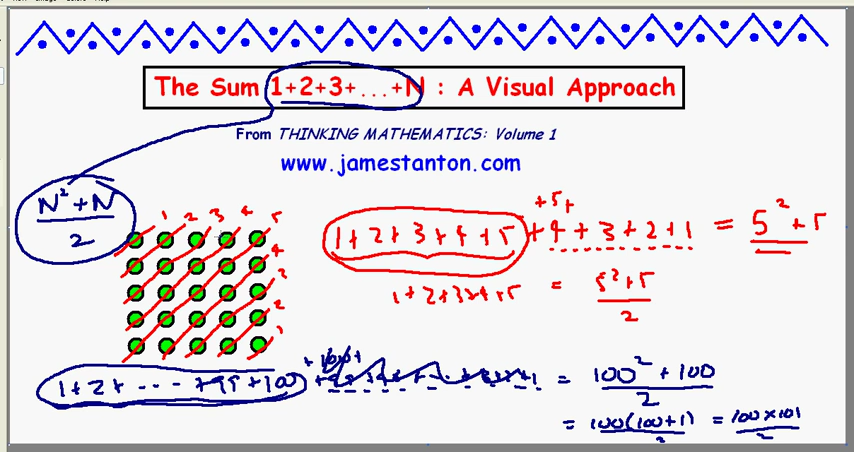 The Sum 1+2+3+...+N : A Visual Approach
From THINKING MATHEMATICS: Volume 1
www.jamestanton.com
N²+N
2
1 2 3 4 5
4
3
2
1
+5+
1+2+3+4+5+4+3+2+1 = 5²+5
1+2+3+4+5 = 5²+5
2
+100+
1+2+ ... +99+100 = 100²+100
2
= 100(100+1) = 100×101
2 2